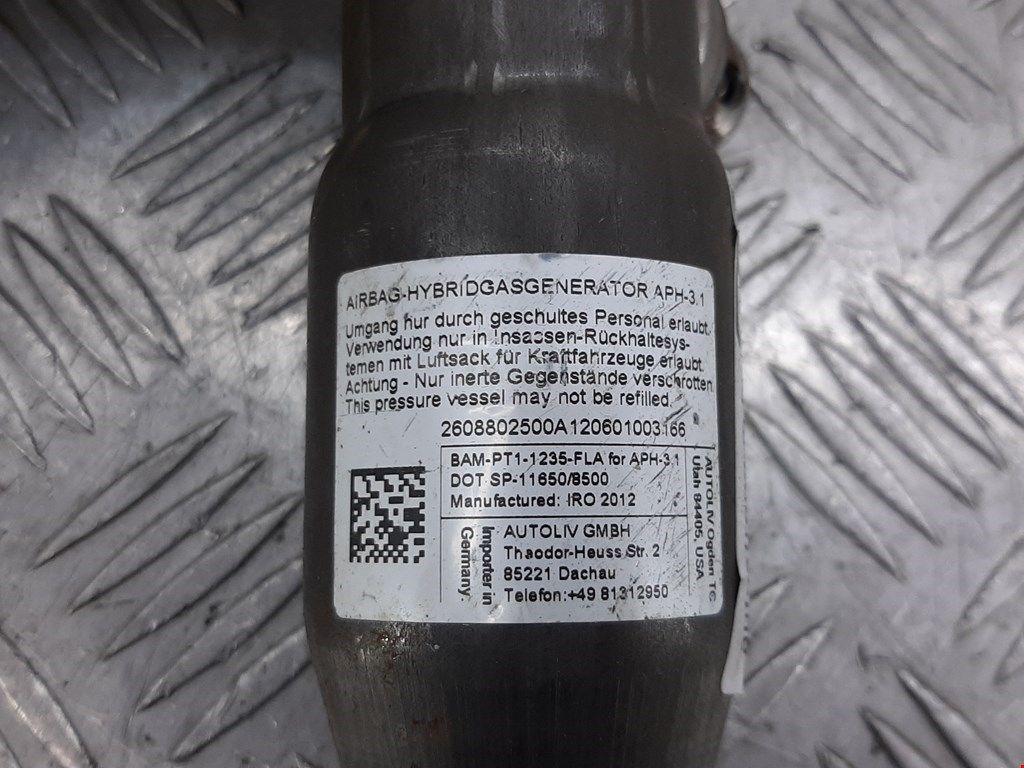 AIRBAG-HYBRIDGASGENERATOR APH-3.1
Umgang nur durch geschultes Personal erlaubt.
Verwendung nur in Insassen-Rückhaltesys-
temen mit Luftsack für Kraftfahrzeuge erlaubt.
Achtung - Nur inerte Gegenstände verschrotten
This pressure vessel may not be refilled.
2608802500A120601003166
BAM-PT1-1235-FLA for APH-3.1
DOT SP-11650/8500
Manufactured: IRO 2012
Importer in
Germany
AUTOLIV GMBH
Thaodor-Heuss Str. 2
85221 Dachau
Telefon:+49 81312950
AUTOLIV Ogden
Utah 84405, USA